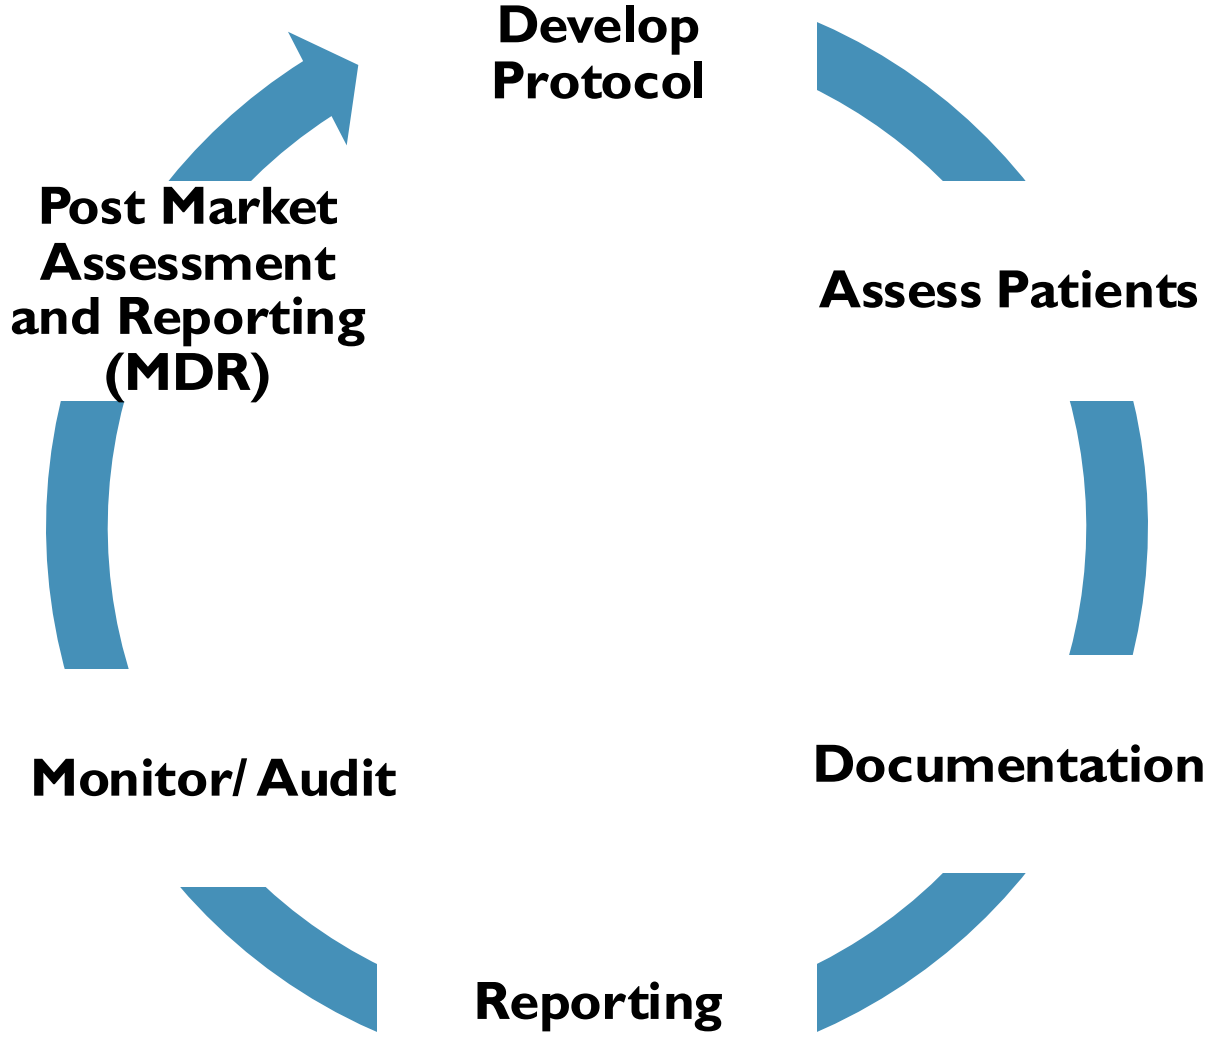 Develop
Protocol
Assess Patients
Documentation
Reporting
Monitor/ Audit
Post Market
Assessment
and Reporting
(MDR)